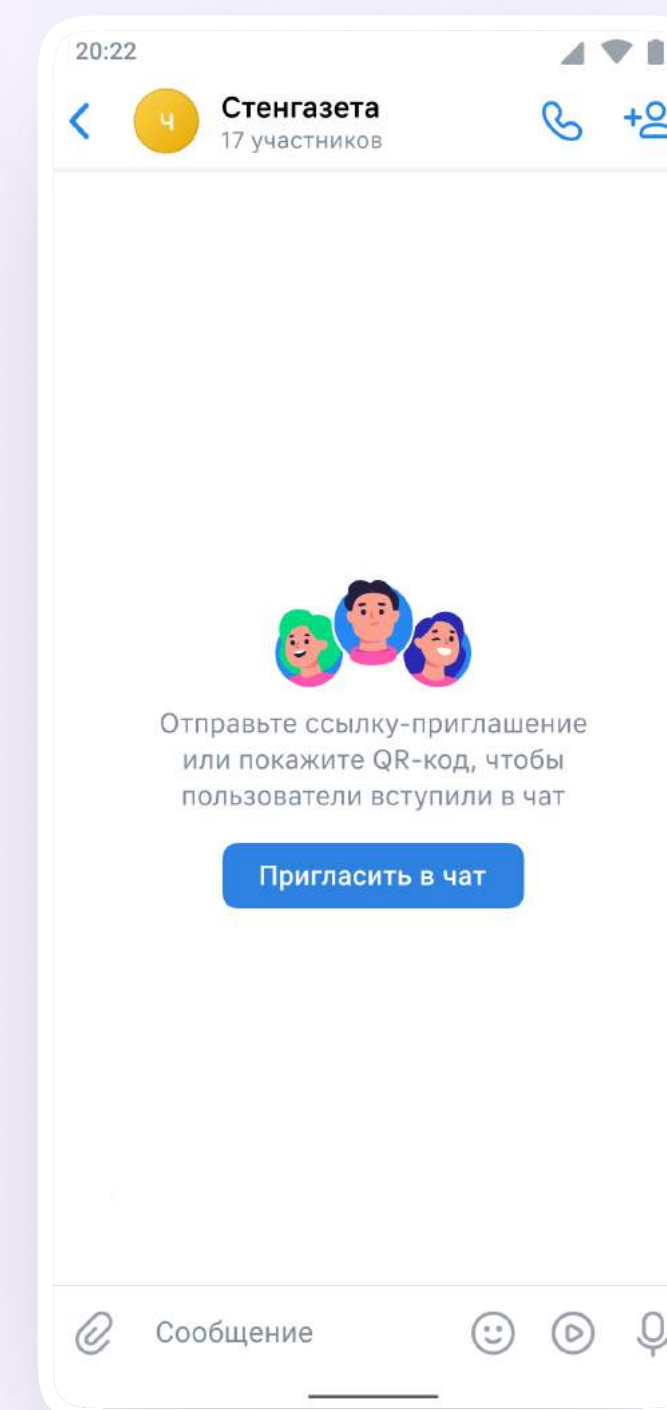 20:22
Ч
Стенгазета
17 участников
Отправьте ссылку-приглашение
или покажите QR-код, чтобы
пользователи вступили в чат
Пригласить в чат
Сообщение